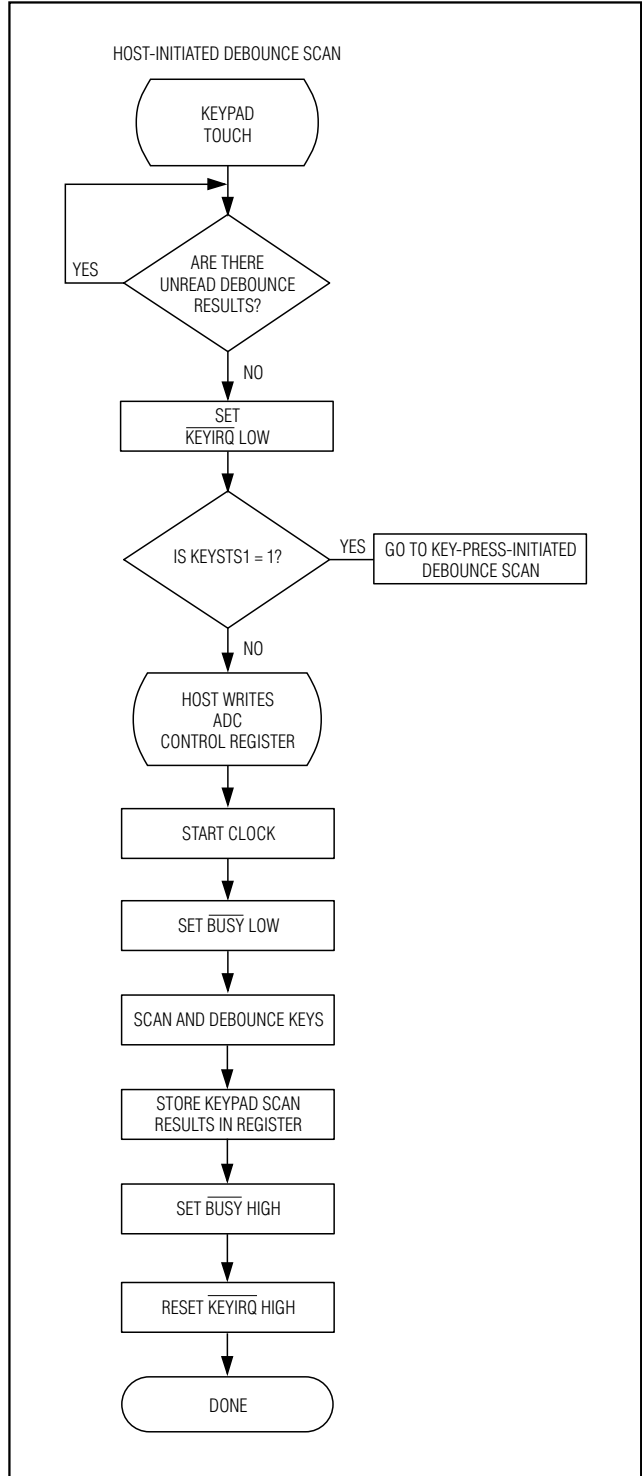 HOST-INITIATED DEBOUNCE SCAN
KEYPAD
TOUCH
YES
ARE THERE
UNREAD DEBOUNCE
RESULTS?
NO
SET
KEYIRQ LOW
IS KEYSTS1 = 1?
YES
GO TO KEY-PRESS-INITIATED
DEBOUNCE SCAN
NO
HOST WRITES
ADC
CONTROL REGISTER
START CLOCK
SET BUSY LOW
SCAN AND DEBOUNCE KEYS
STORE KEYPAD SCAN
RESULTS IN REGISTER
SET BUSY HIGH
RESET KEYIRQ HIGH
DONE